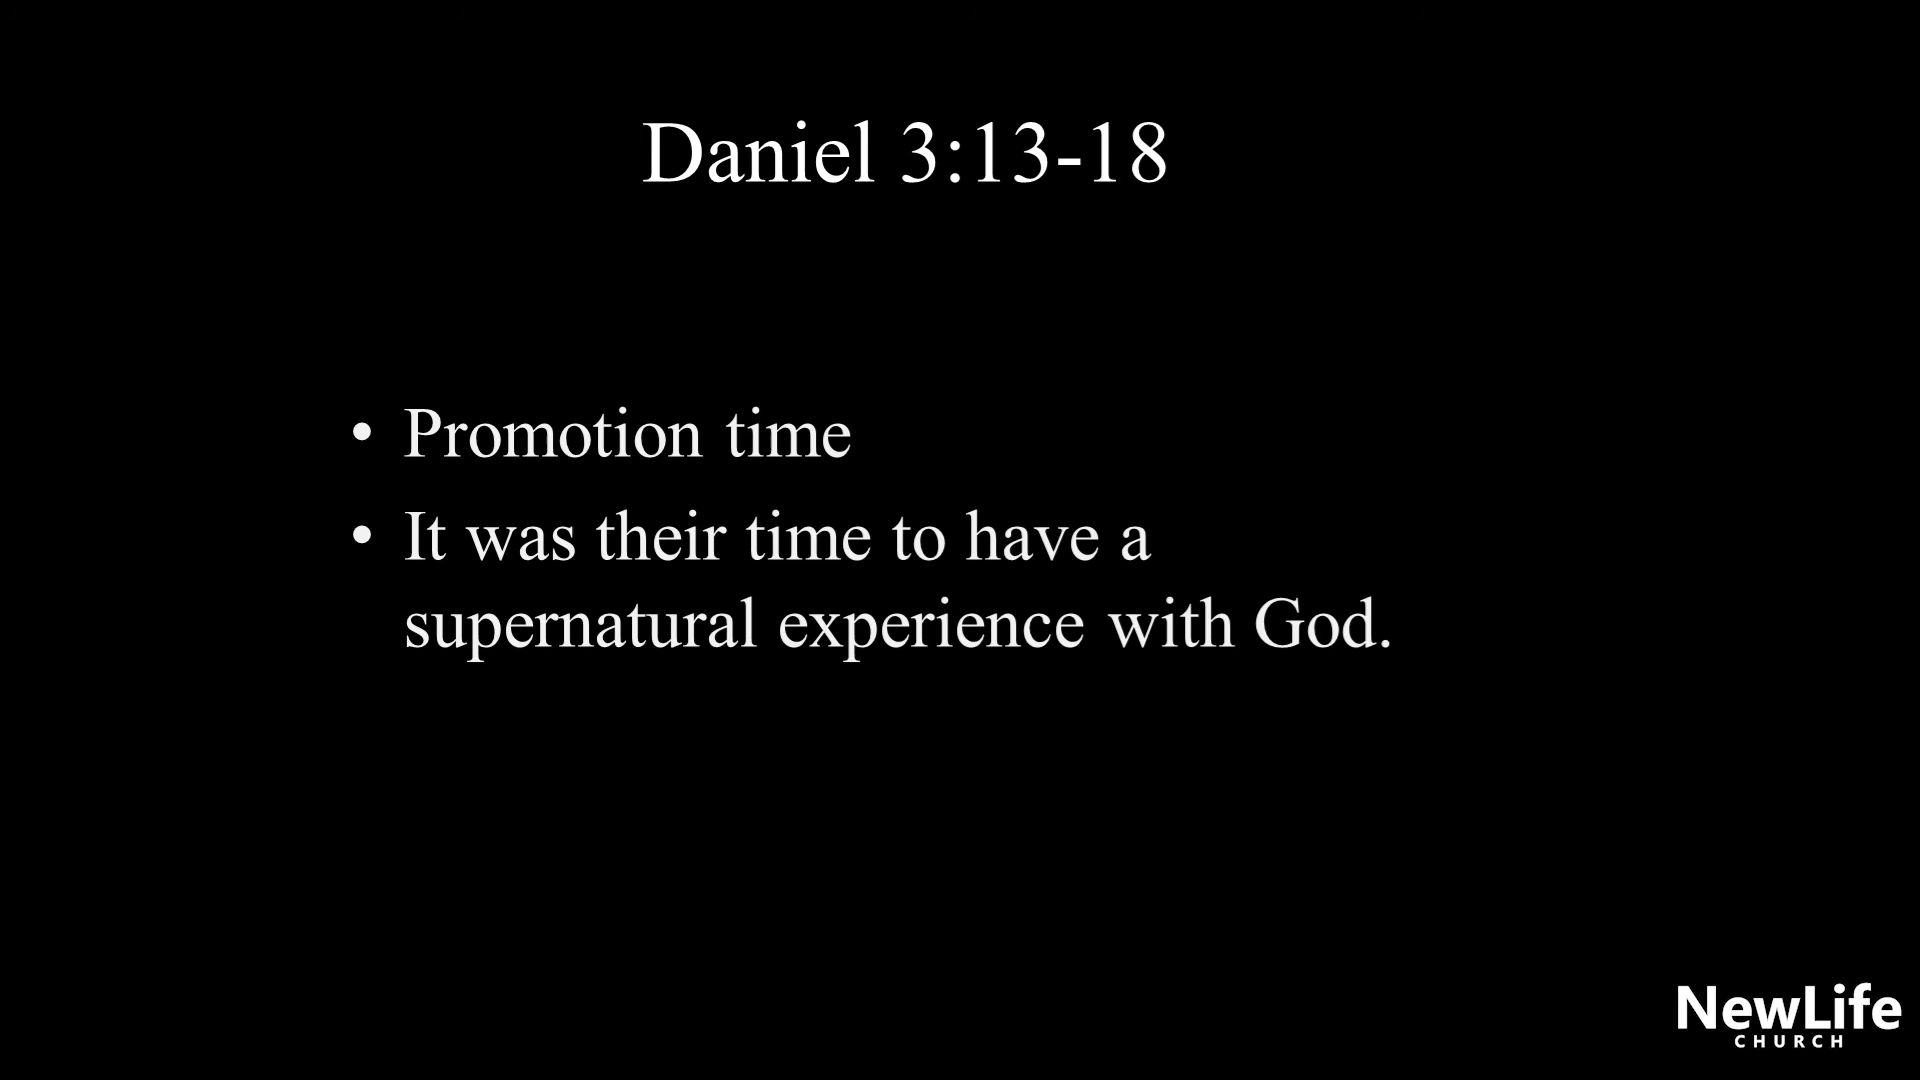 Daniel 3:13-18
• Promotion time
• It was their time to have a
supernatural experience with God.
NewLife
CHURCH